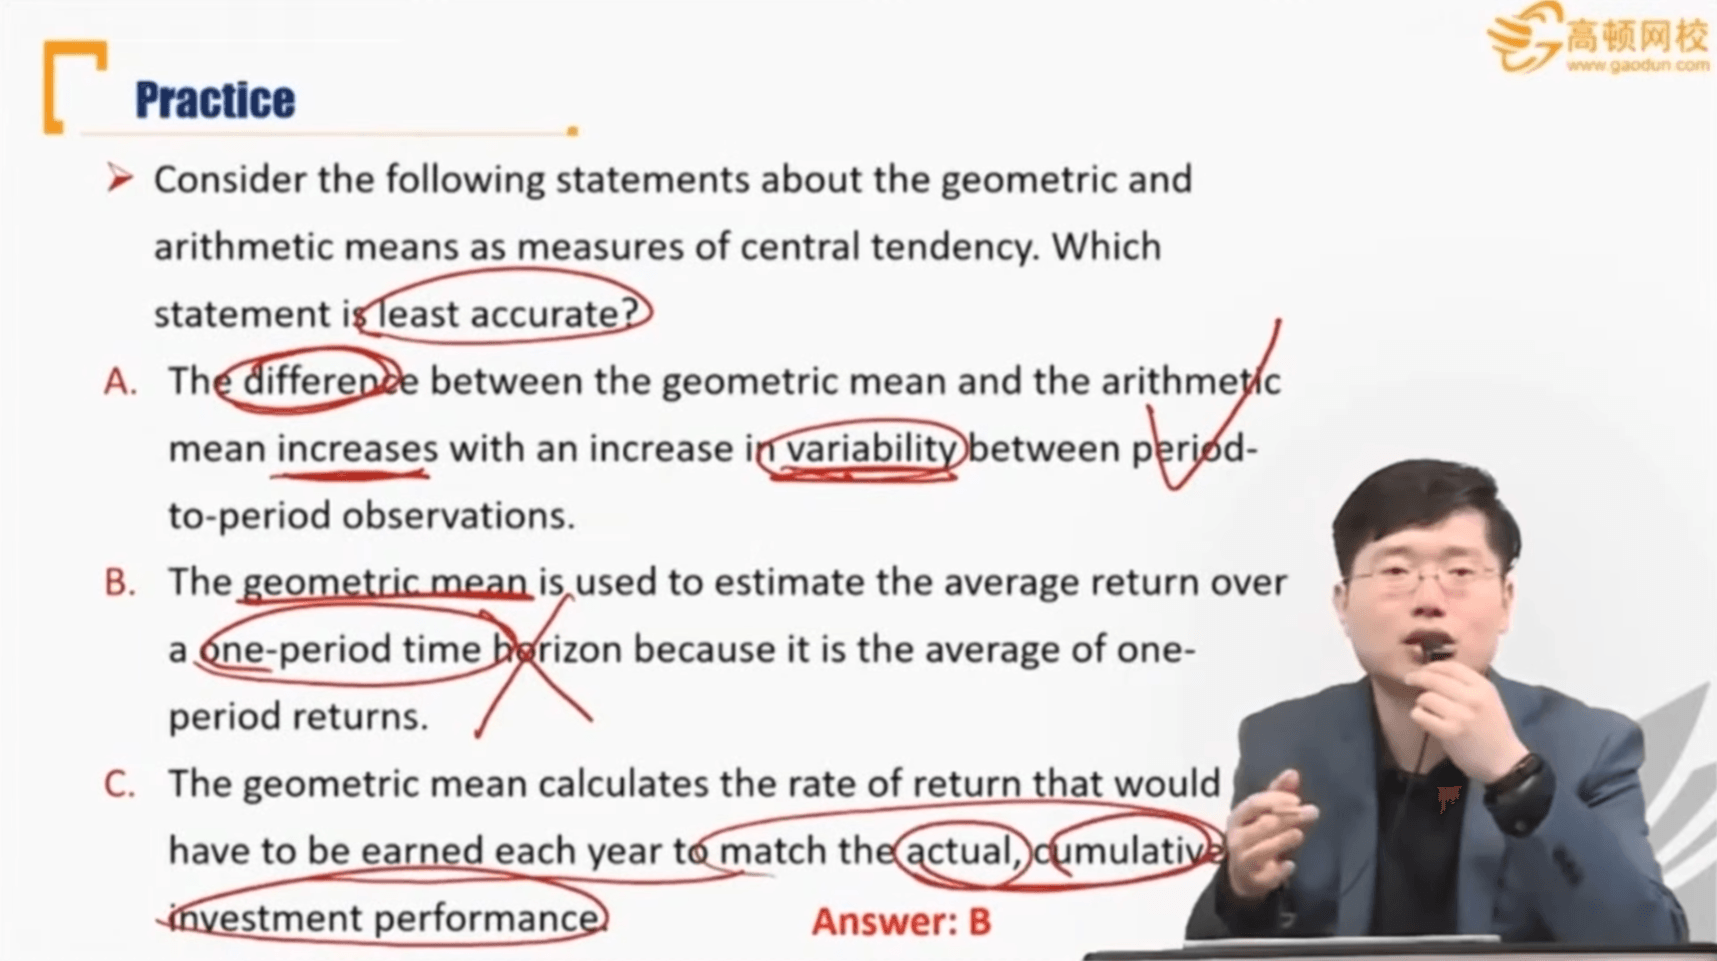 高顿网校
www.gaodun.com
Practice
Consider the following statements about the geometric and
arithmetic means as measures of central tendency. Which
statement is least accurate?
A. The difference between the geometric mean and the arithmetic
mean increases with an increase in variability between period-
to-period observations.
B. The geometric mean is used to estimate the average return over
a one-period time horizon because it is the average of one-
period returns.
C. The geometric mean calculates the rate of return that would
have to be earned each year to match the actual, cumulative
investment performance.
Answer: B